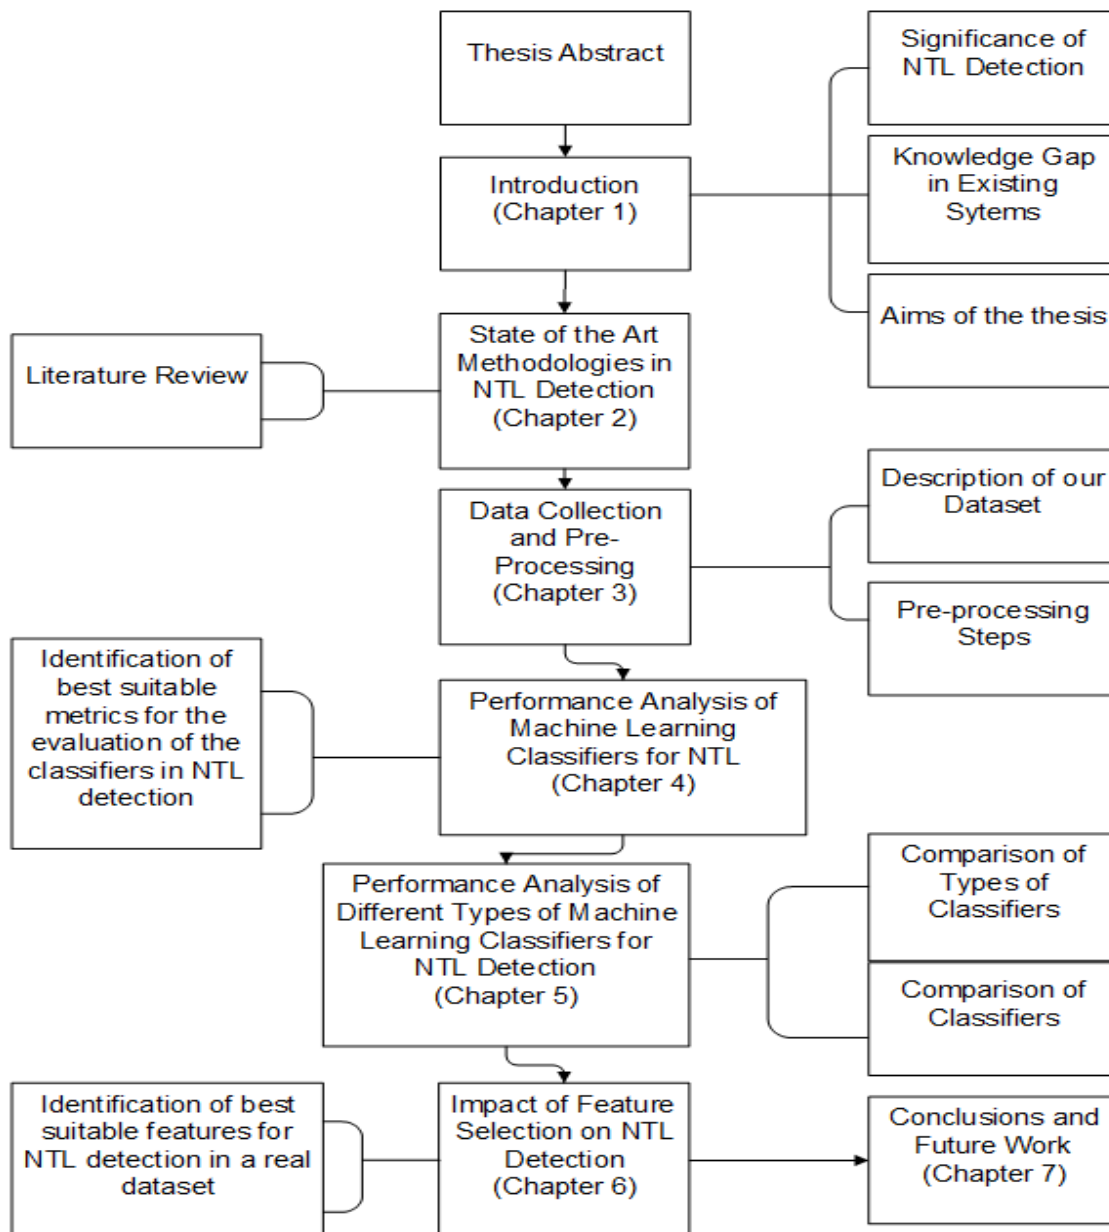 Thesis Abstract
Significance of
NTL Detection
Introduction
(Chapter 1)
Knowledge Gap
in Existing
Sytems
Aims of the thesis
State of the Art
Methodologies in
NTL Detection
(Chapter 2)
Literature Review
Data Collection
and Pre-
Processing
(Chapter 3)
Description of our
Dataset
Pre-processing
Steps
Performance Analysis of
Machine Learning
Classifiers for NTL
(Chapter 4)
Identification of
best suitable
metrics for the
evaluation of the
classifiers in NTL
detection
Performance Analysis of
Different Types of Machine
Learning Classifiers for
NTL Detection
(Chapter 5)
Comparison of
Types of
Classifiers
Comparison of
Classifiers
Impact of Feature
Selection on NTL
Detection
(Chapter 6)
Identification of best
suitable features for
NTL detection in a real
dataset
Conclusions and
Future Work
(Chapter 7)